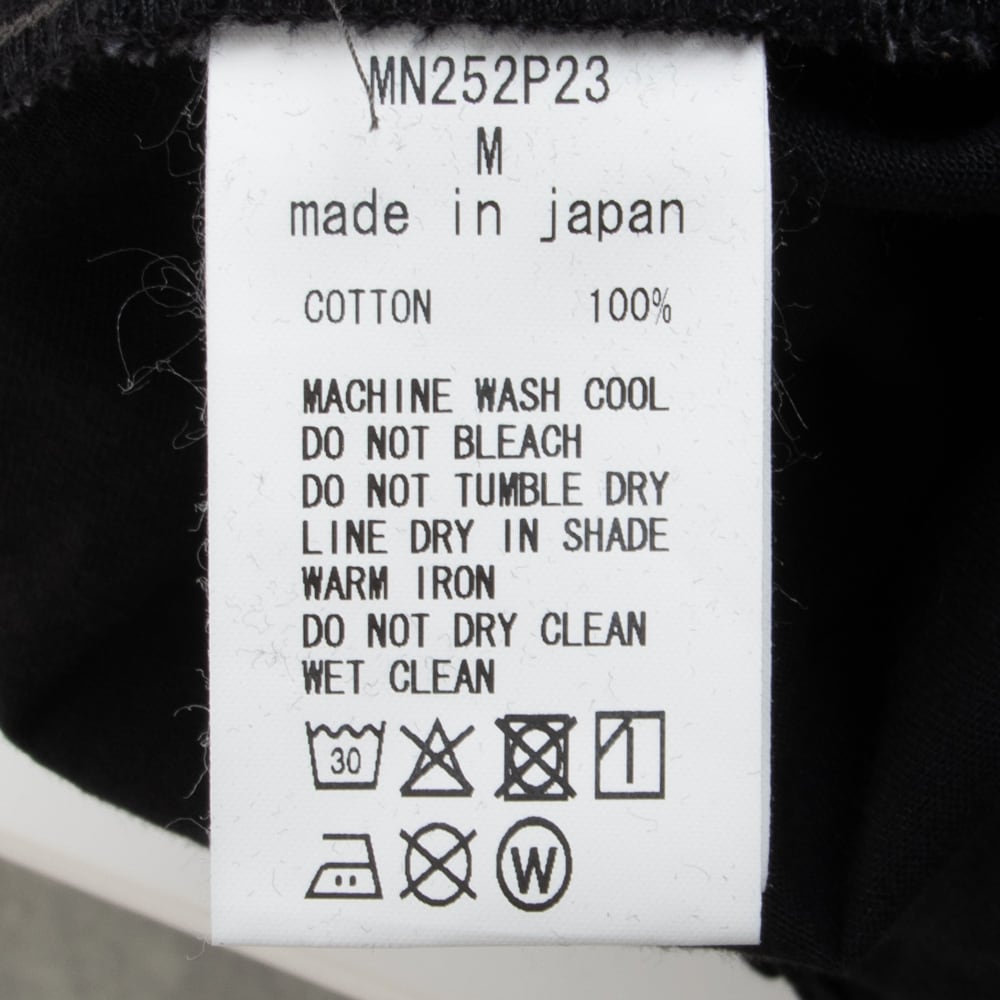 MN252P23
M
made in japan
COTTON 100%
MACHINE WASH COOL
DO NOT BLEACH
DO NOT TUMBLE DRY
LINE DRY IN SHADE
WARM IRON
DO NOT DRY CLEAN
WET CLEAN
30
W